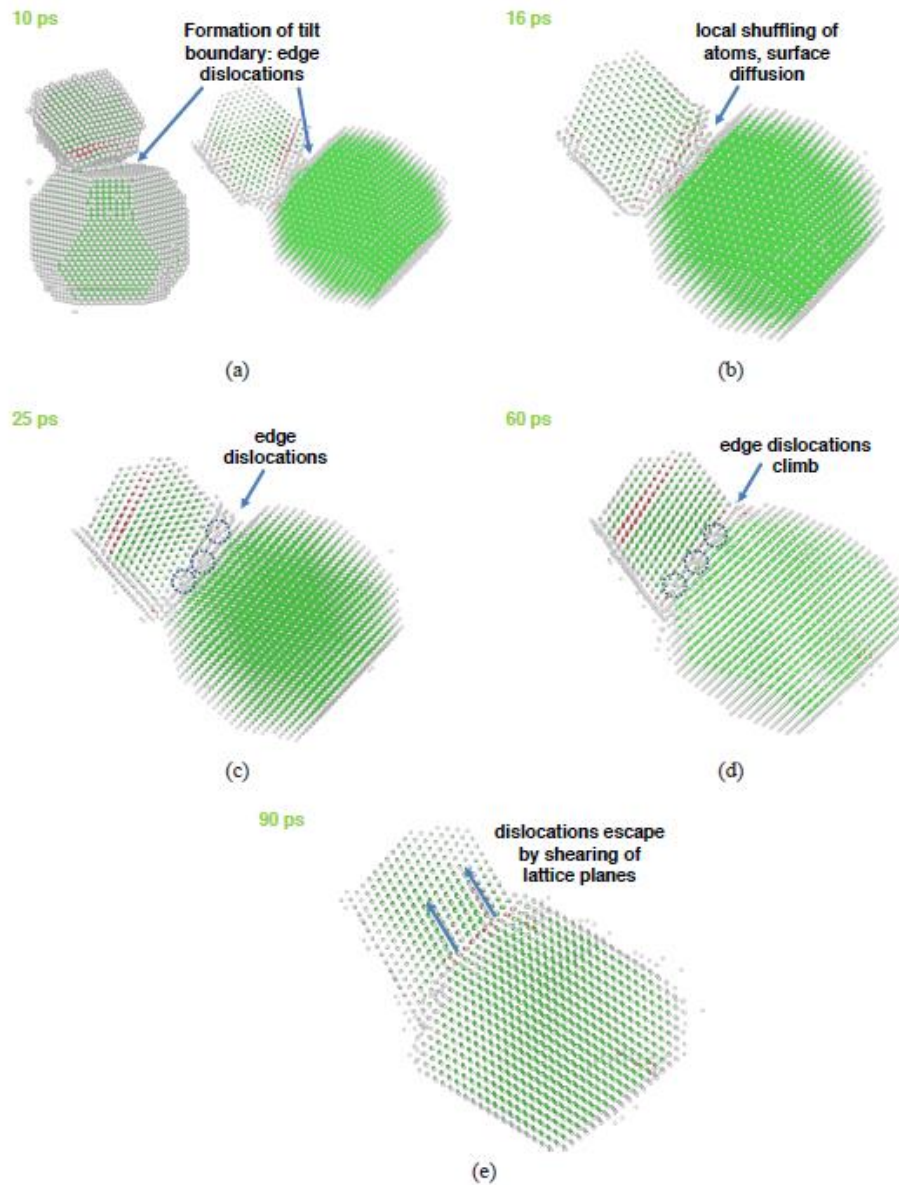 10 ps
Formation of tilt
boundary: edge
dislocations
(a)
16 ps
local shuffling of
atoms, surface
diffusion
(b)
25 ps
edge
dislocations
(c)
60 ps
edge dislocations
climb
(d)
90 ps
dislocations escape
by shearing of
lattice planes
(e)